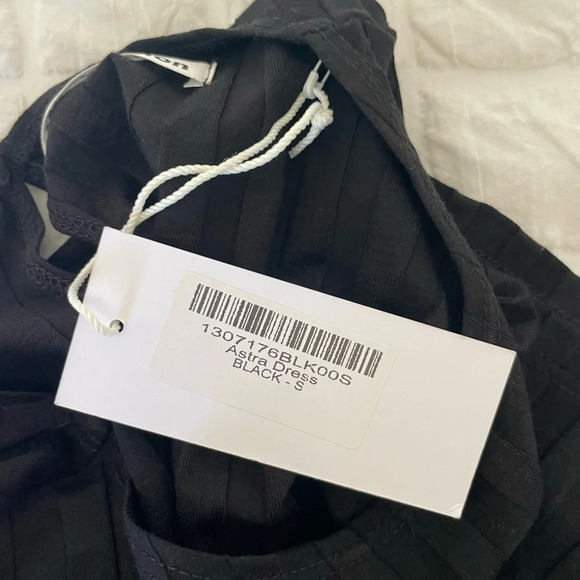 1307176BLK00S
Astra Dress
BLACK - S